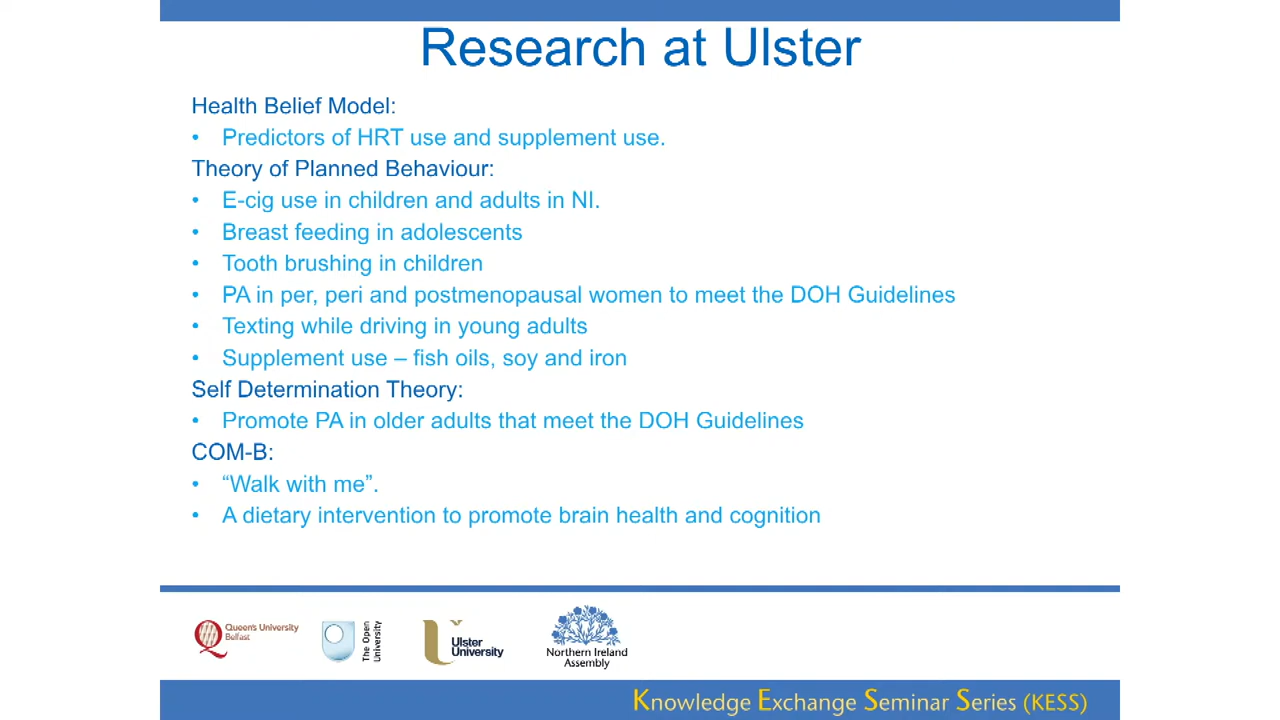 Research at Ulster
Health Belief Model:
• Predictors of HRT use and supplement use.
Theory of Planned Behaviour:
• E-cig use in children and adults in NI.
• Breast feeding in adolescents
• Tooth brushing in children
• PA in per, peri and postmenopausal women to meet the DOH Guidelines
• Texting while driving in young adults
• Supplement use – fish oils, soy and iron
Self Determination Theory:
• Promote PA in older adults that meet the DOH Guidelines
COM-B:
• “Walk with me”.
• A dietary intervention to promote brain health and cognition
Queen's University
Belfast
The Open
University
Ulster
University
Northern Ireland
Assembly
Knowledge Exchange Seminar Series (KESS)